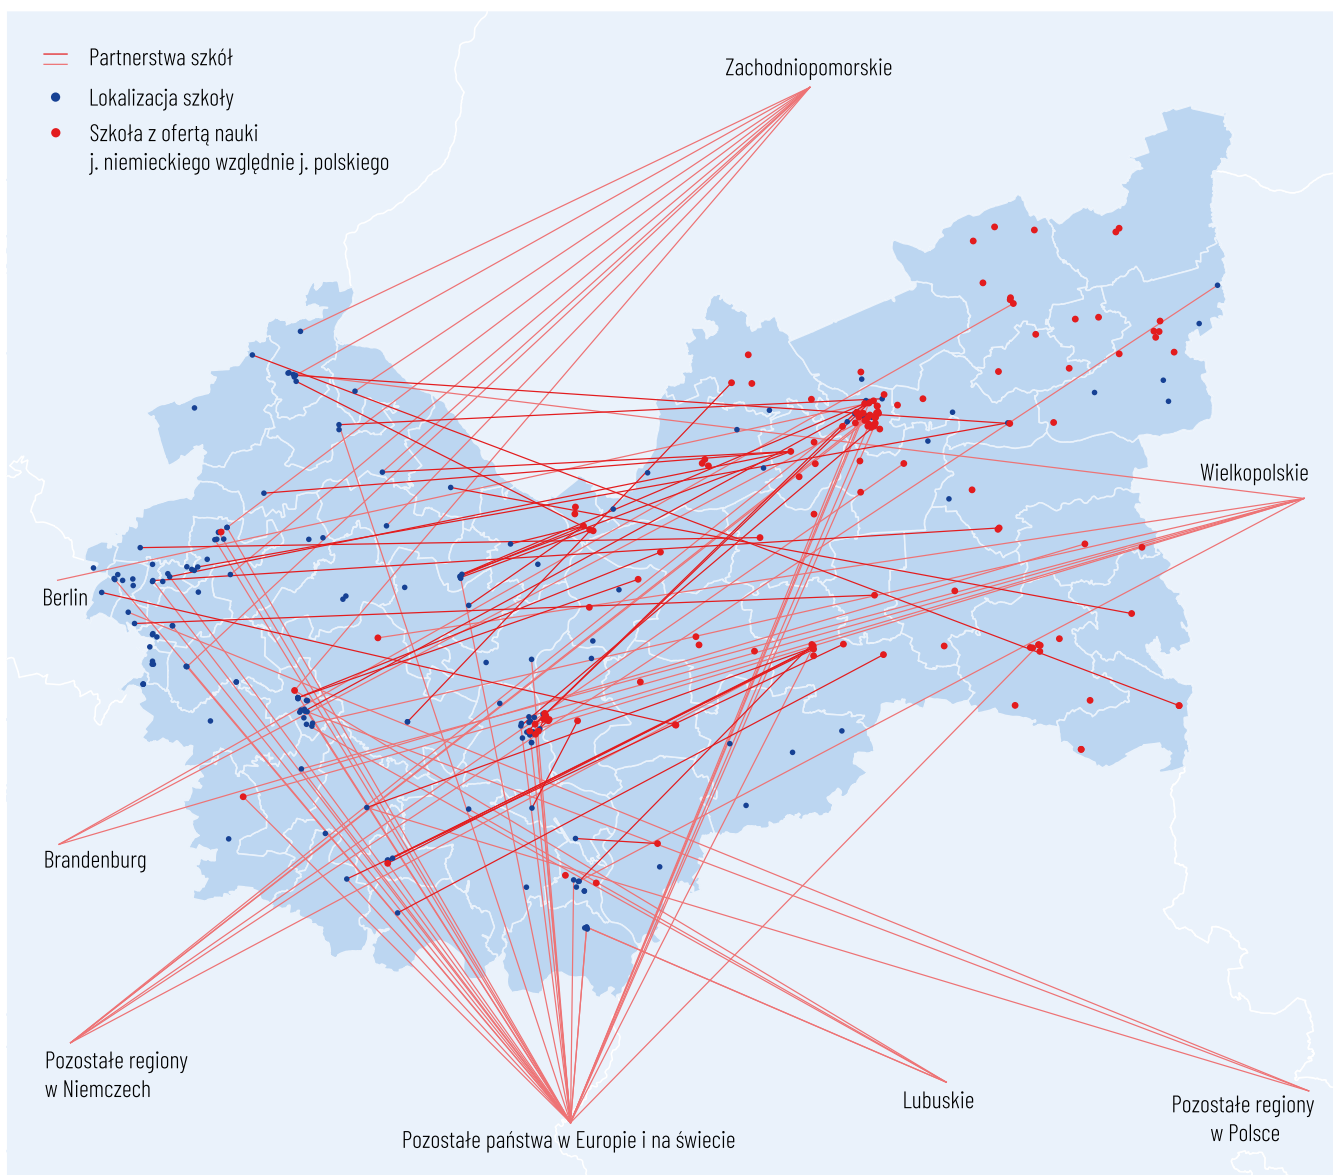 Partnerstwa szkół
Lokalizacja szkoły
Szkoła z ofertą nauki
j. niemieckiego względnie j. polskiego
Zachodniopomorskie
Wielkopolskie
Berlin
Brandenburg
Pozostałe regiony
w Niemczech
Pozostałe państwa w Europie i na świecie
Lubuskie
Pozostałe regiony
w Polsce